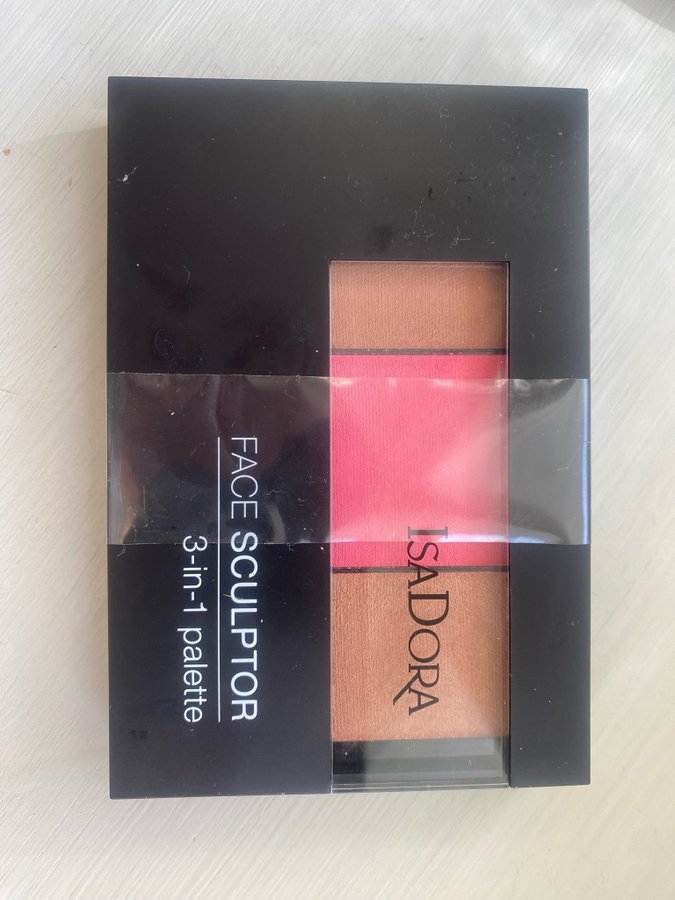 ISADORA
FACE SCULPTOR
3-in-1 palette